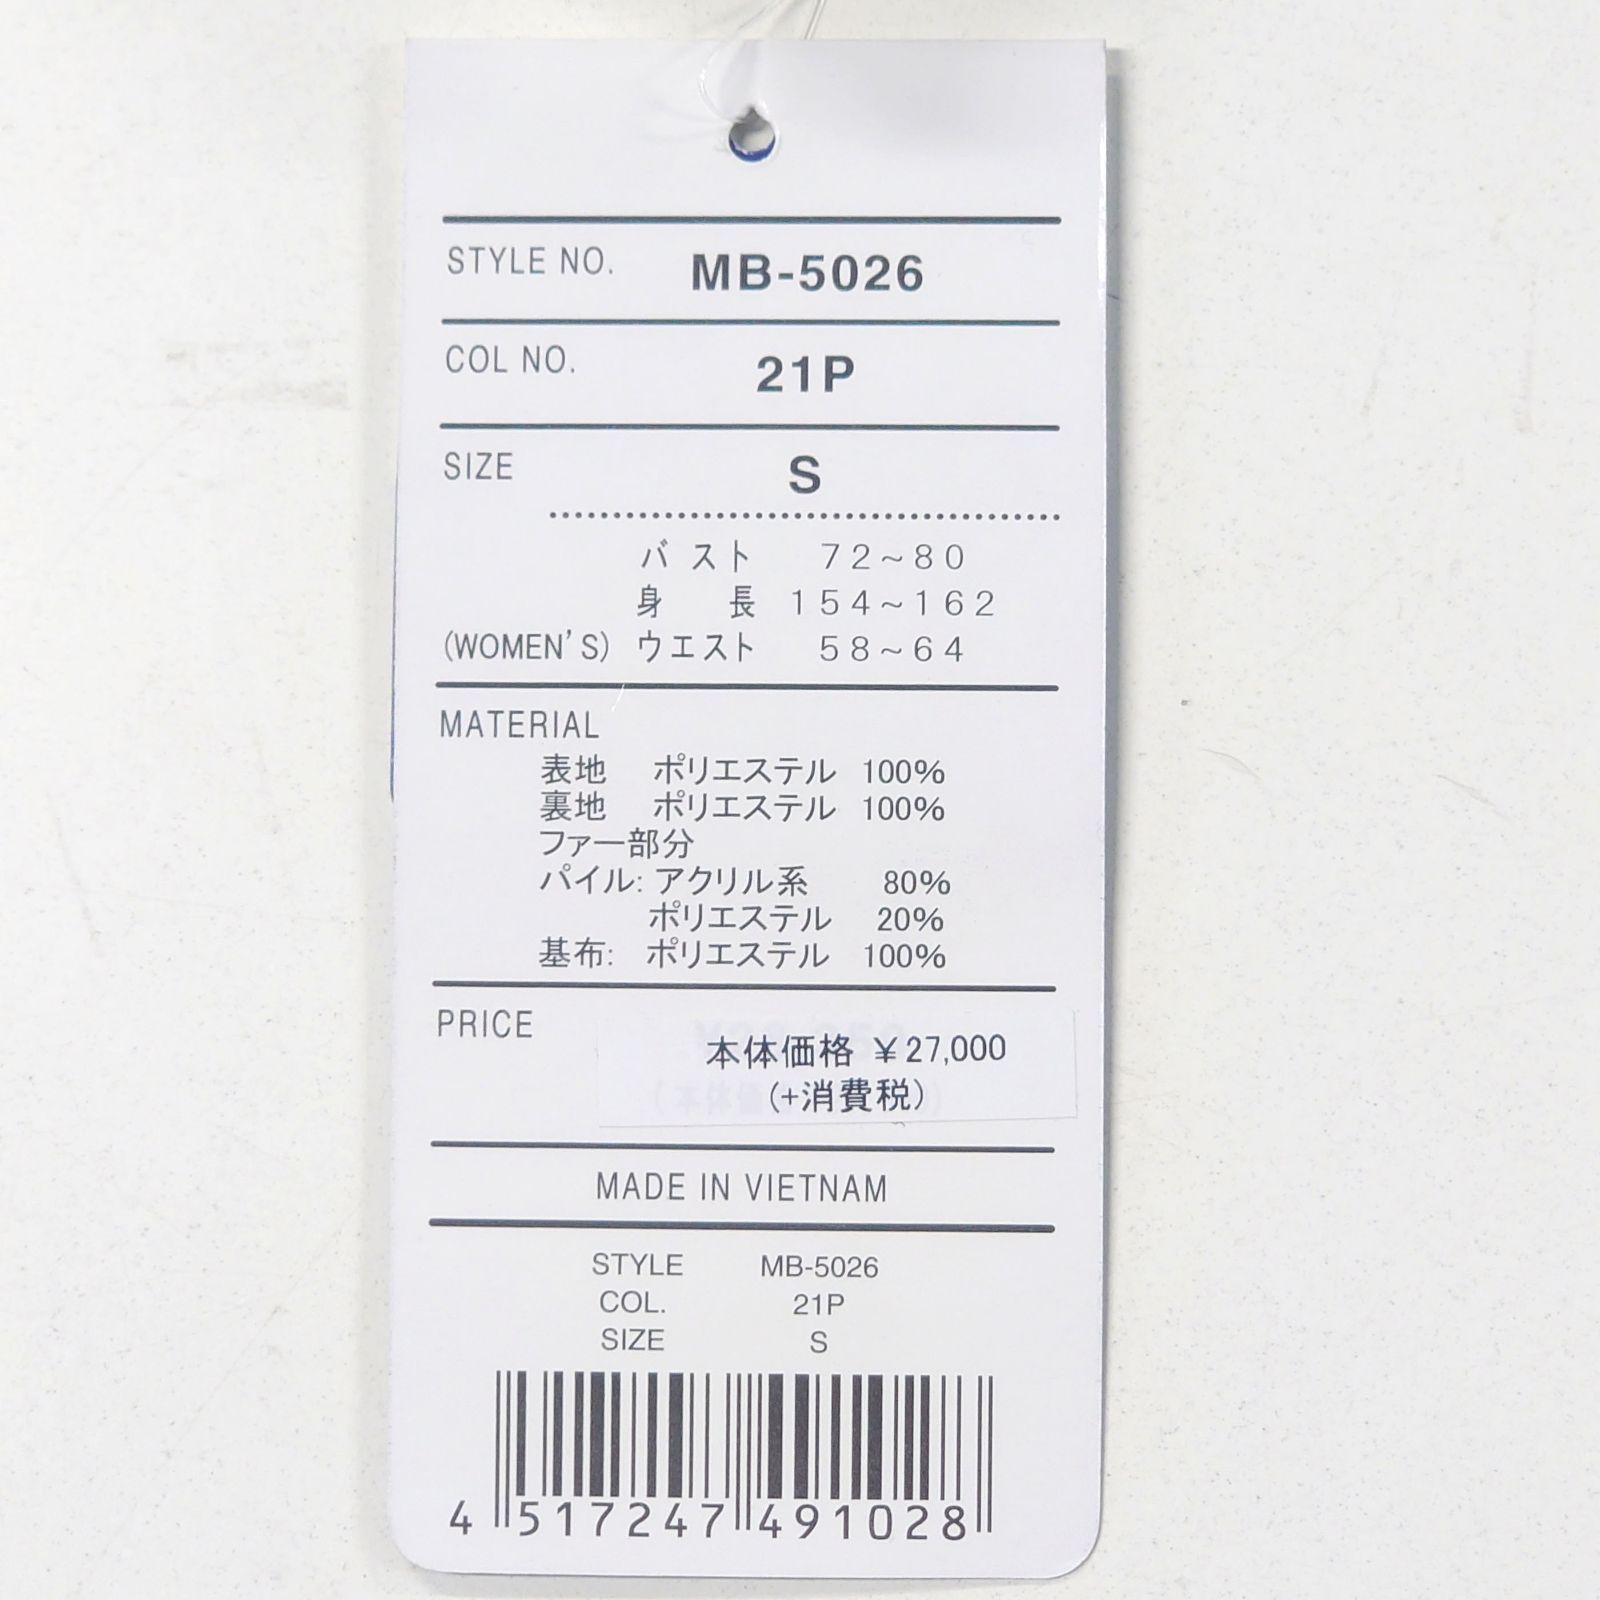 STYLE NO. MB-5026
COL NO. 21P
SIZE S
バスト 72~80
身長 154~162
(WOMEN'S) ウエスト 58~64
MATERIAL
表地 ポリエステル 100%
裏地 ポリエステル 100%
ファー部分
パイル: アクリル系 80%
ポリエステル 20%
基布: ポリエステル 100%
PRICE
本体価格 ¥27,000
(+消費税)
MADE IN VIETNAM
STYLE MB-5026
COL. 21P
SIZE S
4 517247 491028